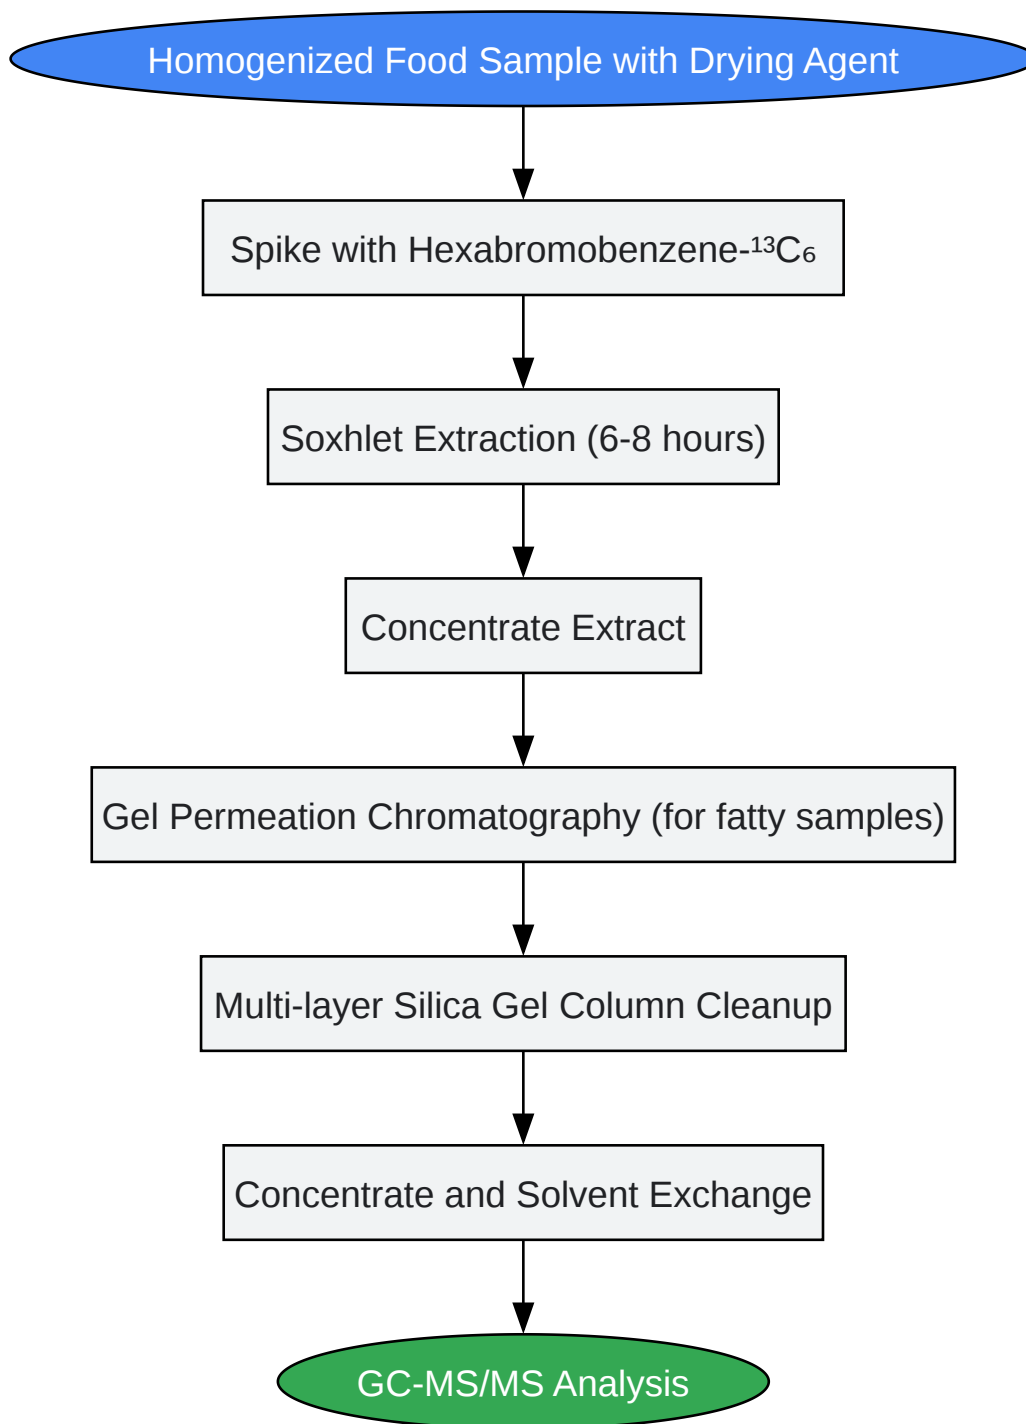 Homogenized Food Sample with Drying Agent
Spike with Hexabromobenzene-¹³C₆
Soxhlet Extraction (6-8 hours)
Concentrate Extract
Gel Permeation Chromatography (for fatty samples)
Multi-layer Silica Gel Column Cleanup
Concentrate and Solvent Exchange
GC-MS/MS Analysis